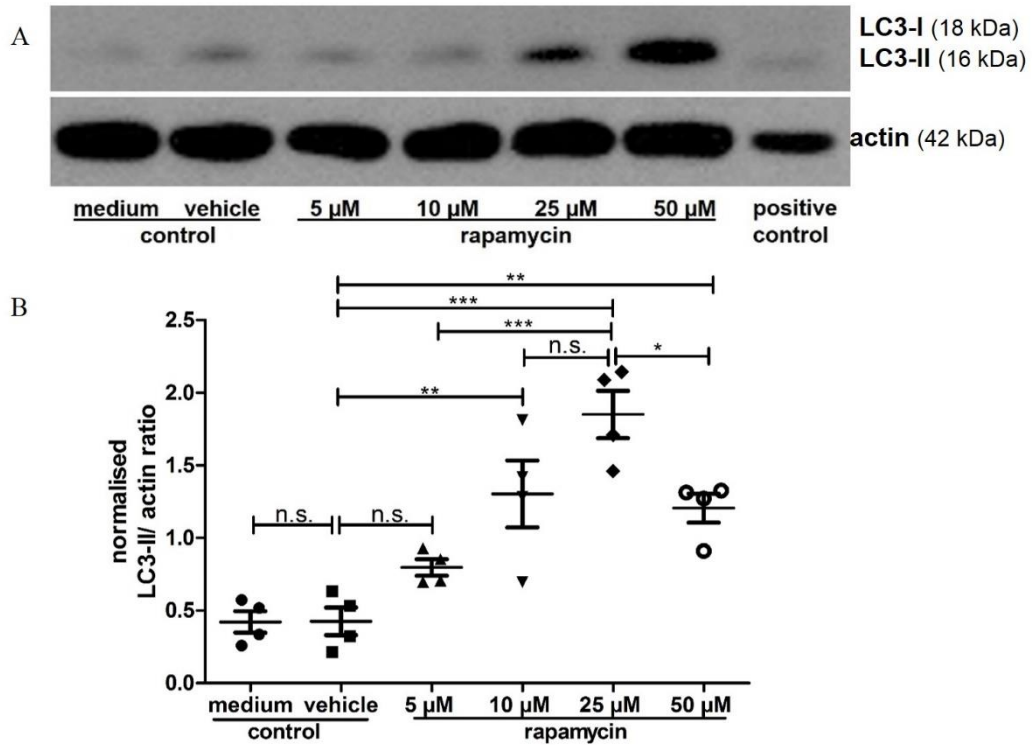 A
LC3-I (18 kDa)
LC3-II (16 kDa)
actin (42 kDa)
medium vehicle 5 µM 10 µM 25 µM 50 µM positive
control rapamycin control
B
**
***
***
n.s. *
**
n.s. n.s.
normalised
LC3-II/ actin ratio
2.5
2.0
1.5
1.0
0.5
0.0
medium vehicle 5 µM 10 µM 25 µM 50 µM
control rapamycin